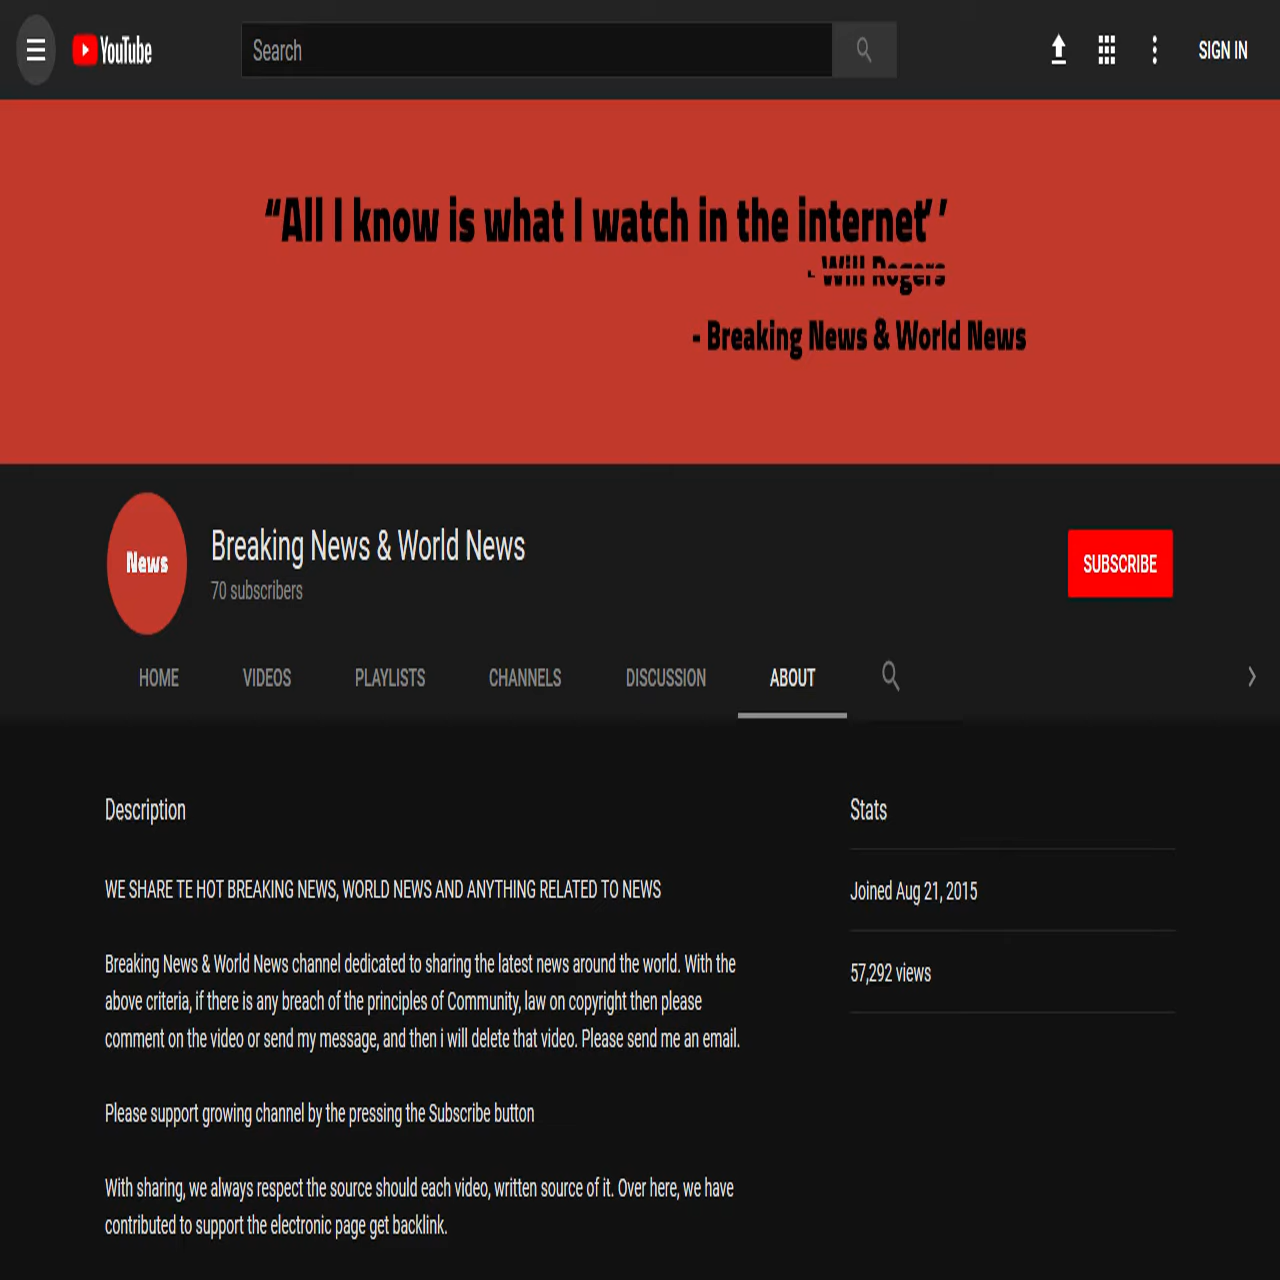 YouTube
Search
SIGN IN
“All I know is what I watch in the internet’’
- Will Rogers
- Breaking News & World News
News
Breaking News & World News
70 subscribers
SUBSCRIBE
HOME VIDEOS PLAYLISTS CHANNELS DISCUSSION ABOUT
Description
Stats
WE SHARE TE HOT BREAKING NEWS, WORLD NEWS AND ANYTHING RELATED TO NEWS
Joined Aug 21, 2015
Breaking News & World News channel dedicated to sharing the latest news around the world. With the
57,292 views
above criteria, if there is any breach of the principles of Community, law on copyright then please
comment on the video or send my message, and then i will delete that video. Please send me an email.
Please support growing channel by the pressing the Subscribe button
With sharing, we always respect the source should each video, written source of it. Over here, we have
contributed to support the electronic page get backlink.